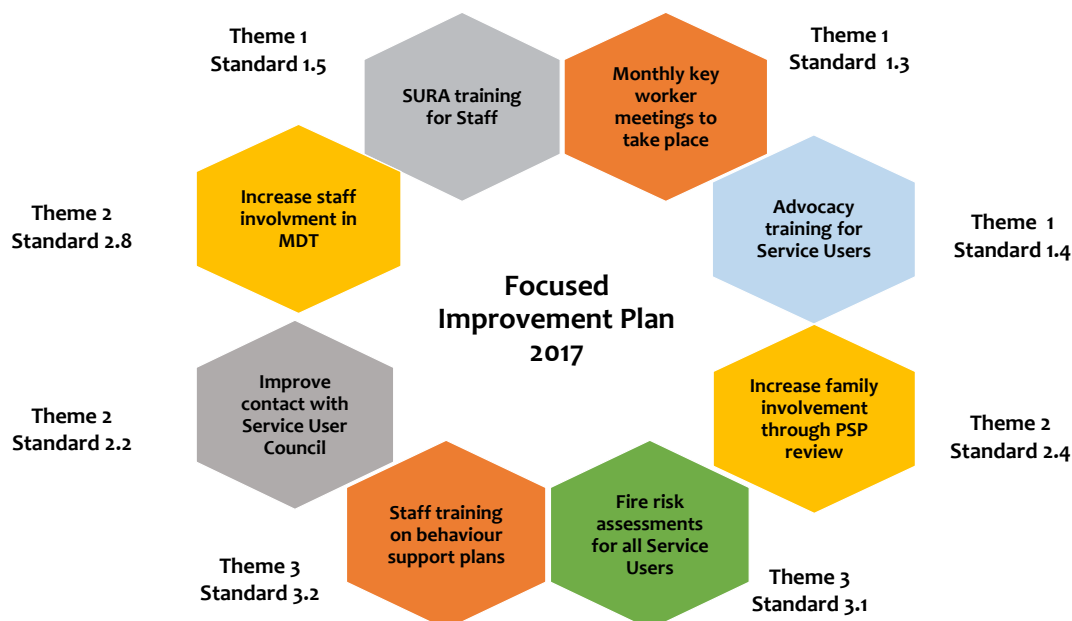 Theme 1
Standard 1.5
SURA training
for Staff
Monthly key
worker
meetings to
take place
Theme 1
Standard 1.3
Increase staff
involvment in
MDT
Theme 2
Standard 2.8
Advocacy
training for
Service Users
Theme 1
Standard 1.4
Focused
Improvement Plan
2017
Improve
contact with
Service User
Council
Theme 2
Standard 2.2
Increase family
involvement
through PSP
review
Theme 2
Standard 2.4
Staff training
on behaviour
support plans
Theme 3
Standard 3.2
Fire risk
assessments
for all Service
Users
Theme 3
Standard 3.1